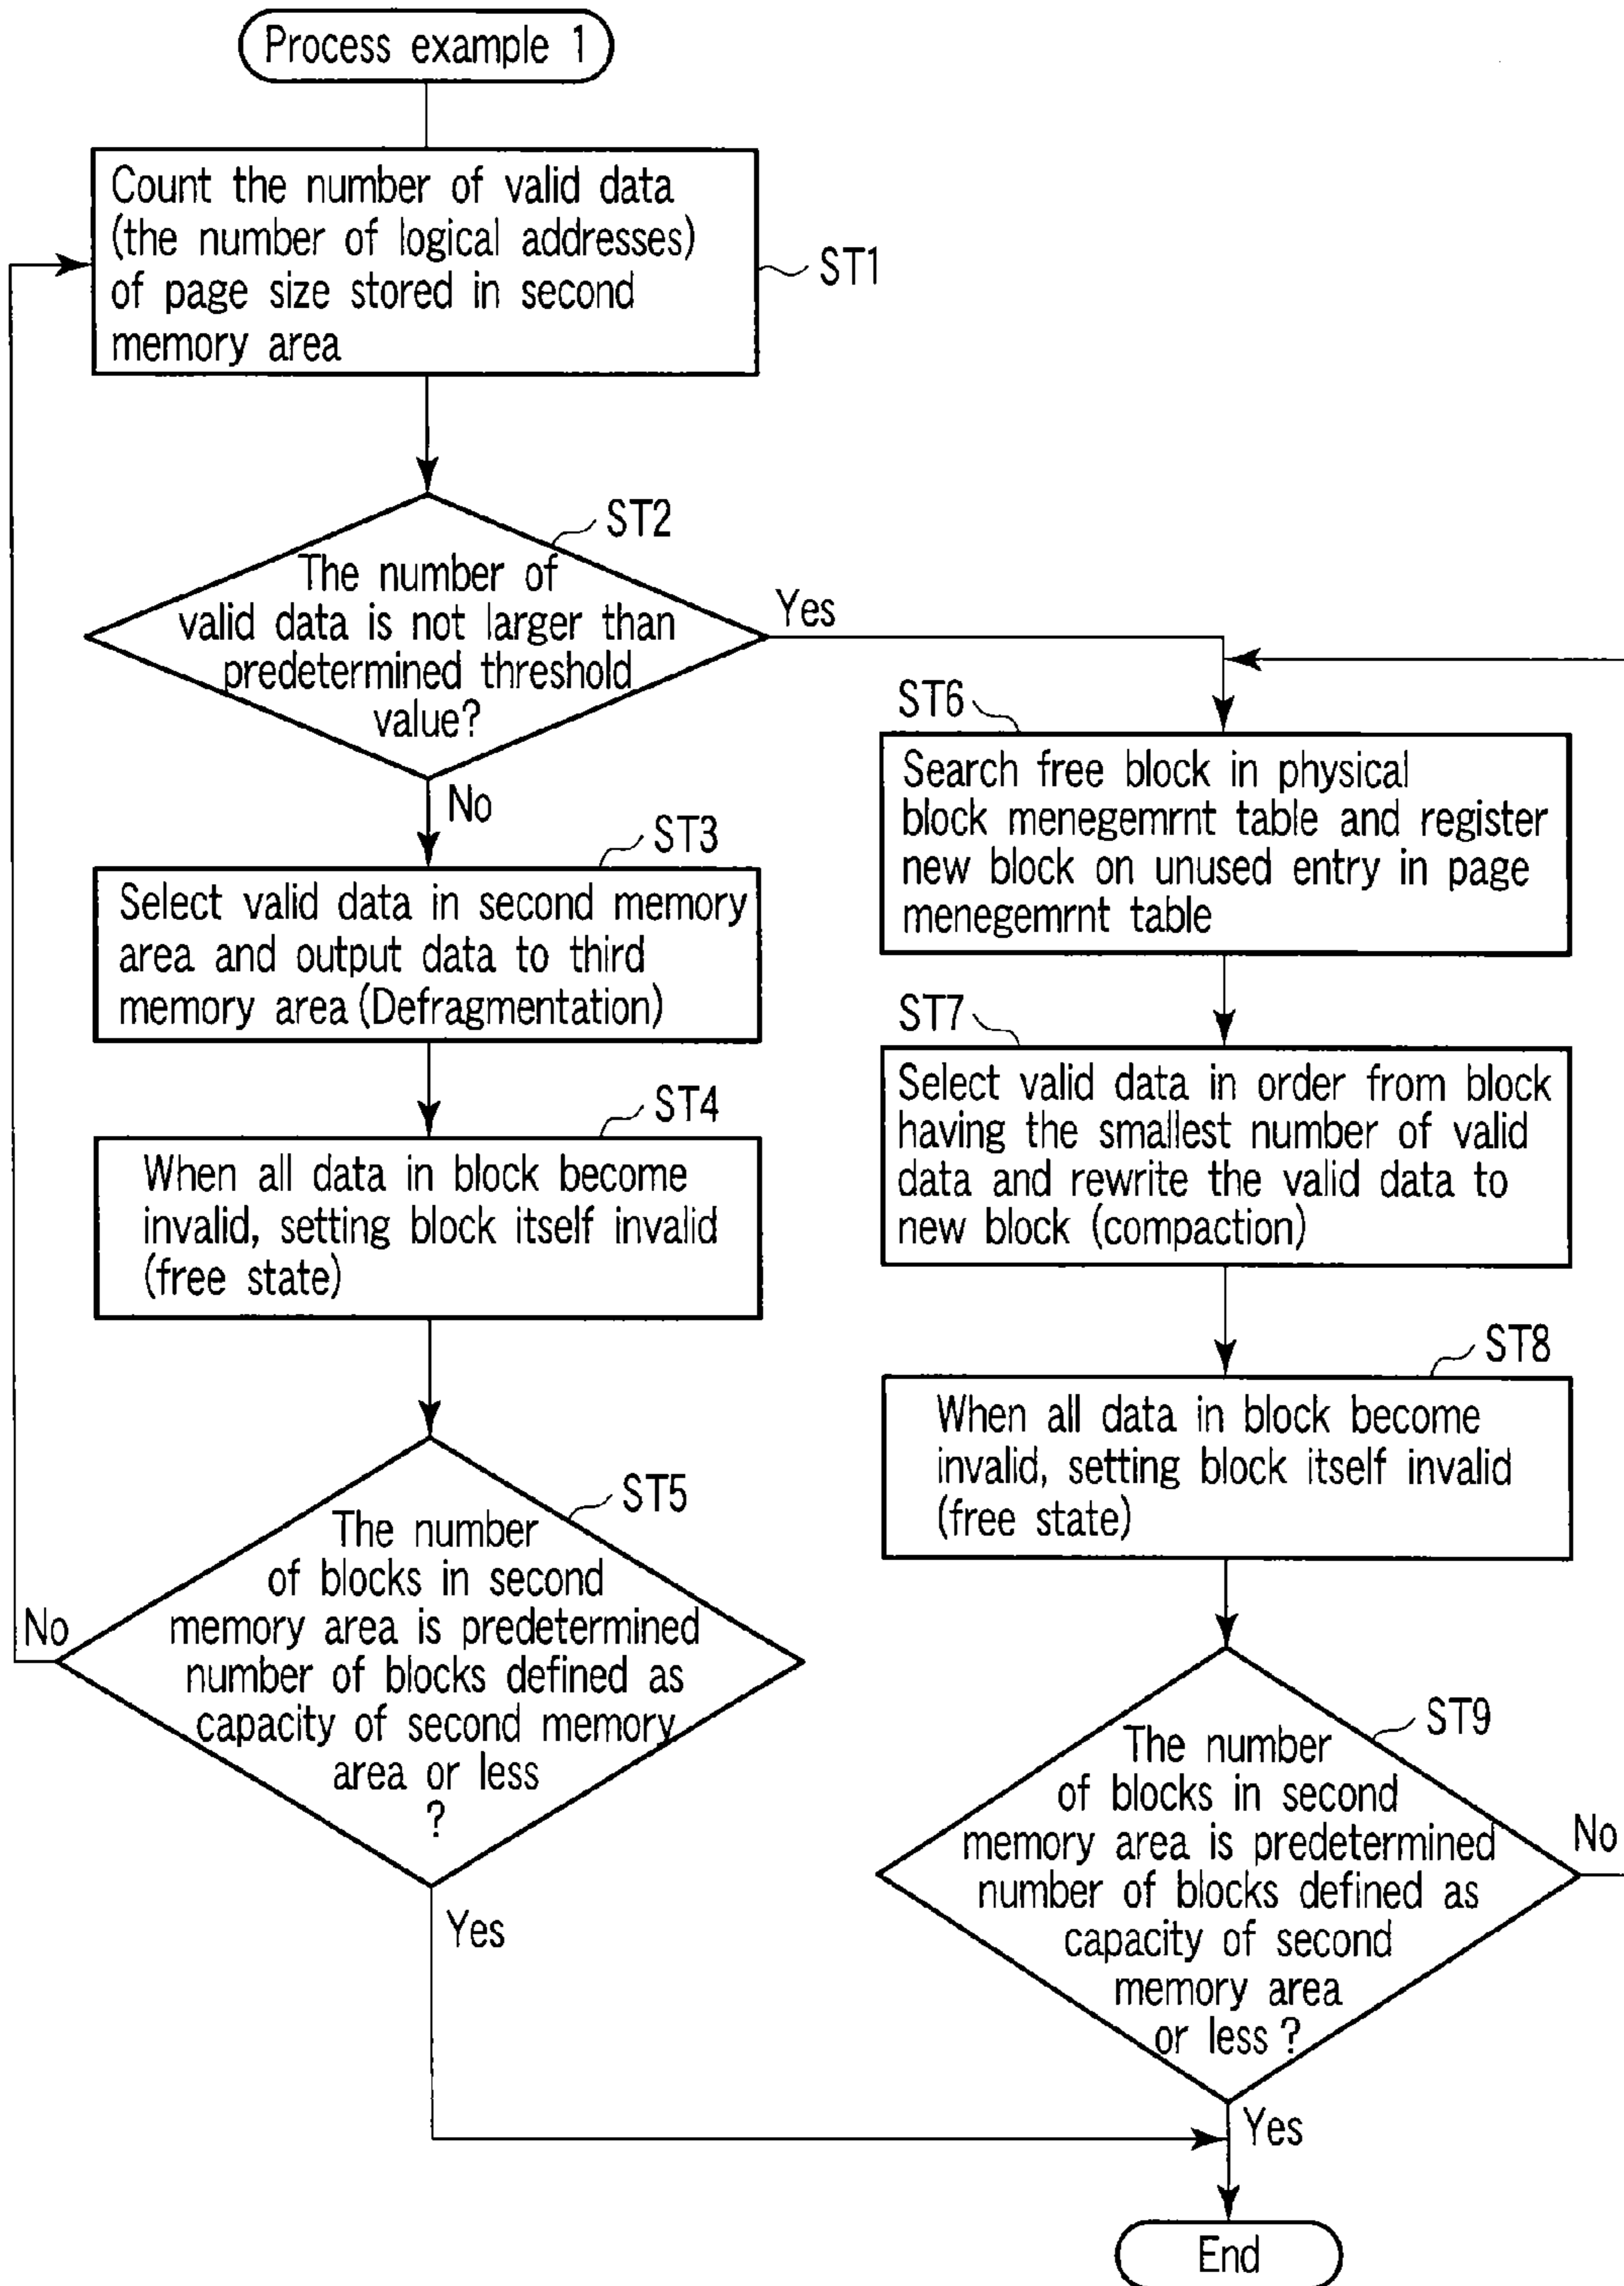 Process example 1
Count the number of valid data
(the number of logical addresses)
of page size stored in second
memory area
ST1
ST2
The number of
valid data is not larger than
predetermined threshold
value?
Yes
No
ST3
Select valid data in second memory
area and output data to third
memory area (Defragmentation)
ST4
When all data in block become
invalid, setting block itself invalid
(free state)
ST5
The number
of blocks in second
memory area is predetermined
number of blocks defined as
capacity of second memory
area or less
?
No
Yes
ST6
Search free block in physical
block menegemrnt table and register
new block on unused entry in page
menegemrnt table
ST7
Select valid data in order from block
having the smallest number of valid
data and rewrite the valid data to
new block (compaction)
ST8
When all data in block become
invalid, setting block itself invalid
(free state)
ST9
The number
of blocks in second
memory area is predetermined
number of blocks defined as
capacity of second
memory area
or less ?
No
Yes
End